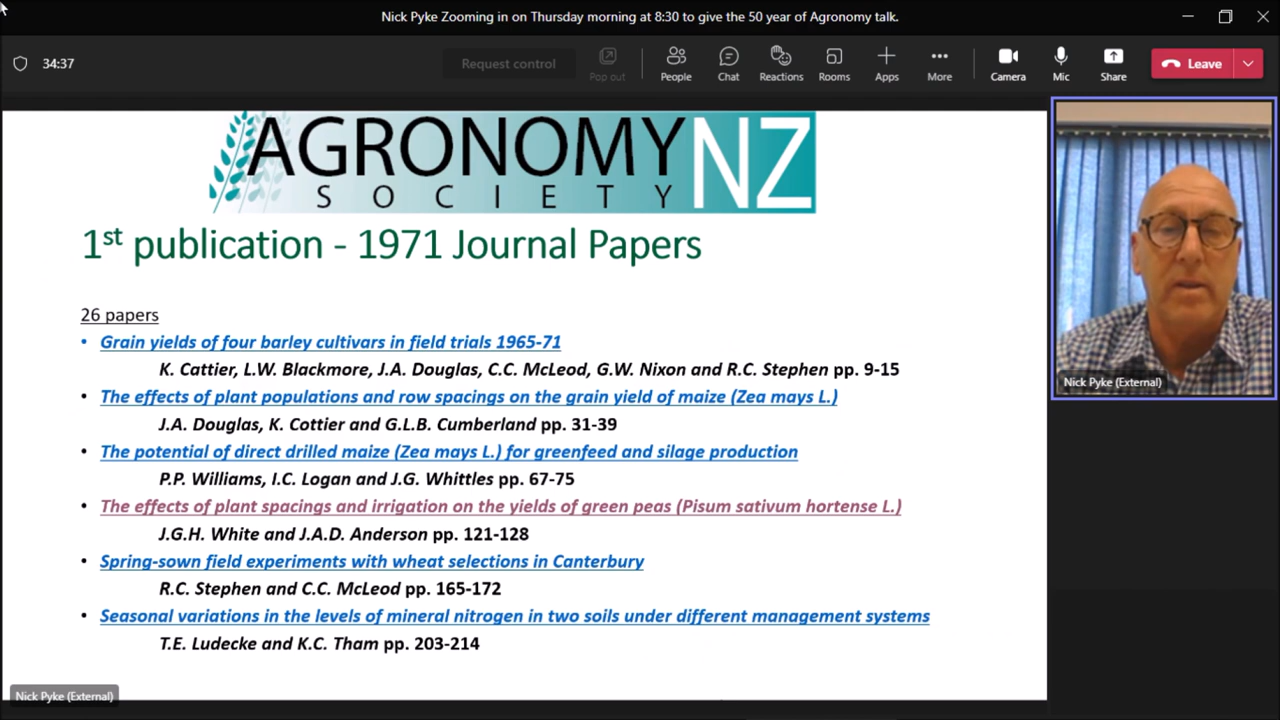 Nick Pyke Zooming in on Thursday morning at 8:30 to give the 50 year of Agronomy talk.
34:37
Request control
Pop out
People
Chat
Reactions
Rooms
Apps
More
Camera
Mic
Share
Leave
AGRONOMY NZ
SOCIETY
1st publication - 1971 Journal Papers
26 papers
• Grain yields of four barley cultivars in field trials 1965-71
K. Cattier, L.W. Blackmore, J.A. Douglas, C.C. McLeod, G.W. Nixon and R.C. Stephen pp. 9-15
• The effects of plant populations and row spacings on the grain yield of maize (Zea mays L.)
J.A. Douglas, K. Cottier and G.L.B. Cumberland pp. 31-39
• The potential of direct drilled maize (Zea mays L.) for greenfeed and silage production
P.P. Williams, I.C. Logan and J.G. Whittles pp. 67-75
• The effects of plant spacings and irrigation on the yields of green peas (Pisum sativum hortense L.)
J.G.H. White and J.A.D. Anderson pp. 121-128
• Spring-sown field experiments with wheat selections in Canterbury
R.C. Stephen and C.C. McLeod pp. 165-172
• Seasonal variations in the levels of mineral nitrogen in two soils under different management systems
T.E. Ludecke and K.C. Tham pp. 203-214
Nick Pyke (External)
Nick Pyke (External)